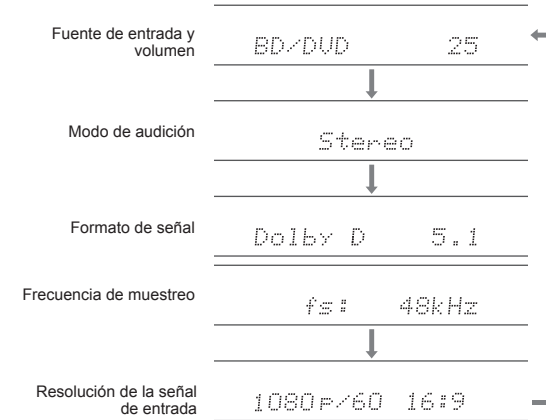 Fuente de entrada y
volumen
BD/DVD 25
Modo de audición
Stereo
Formato de señal
Dolby D 5.1
Frecuencia de muestreo
fs: 48kHz
Resolución de la señal
de entrada
1080p/60 16:9